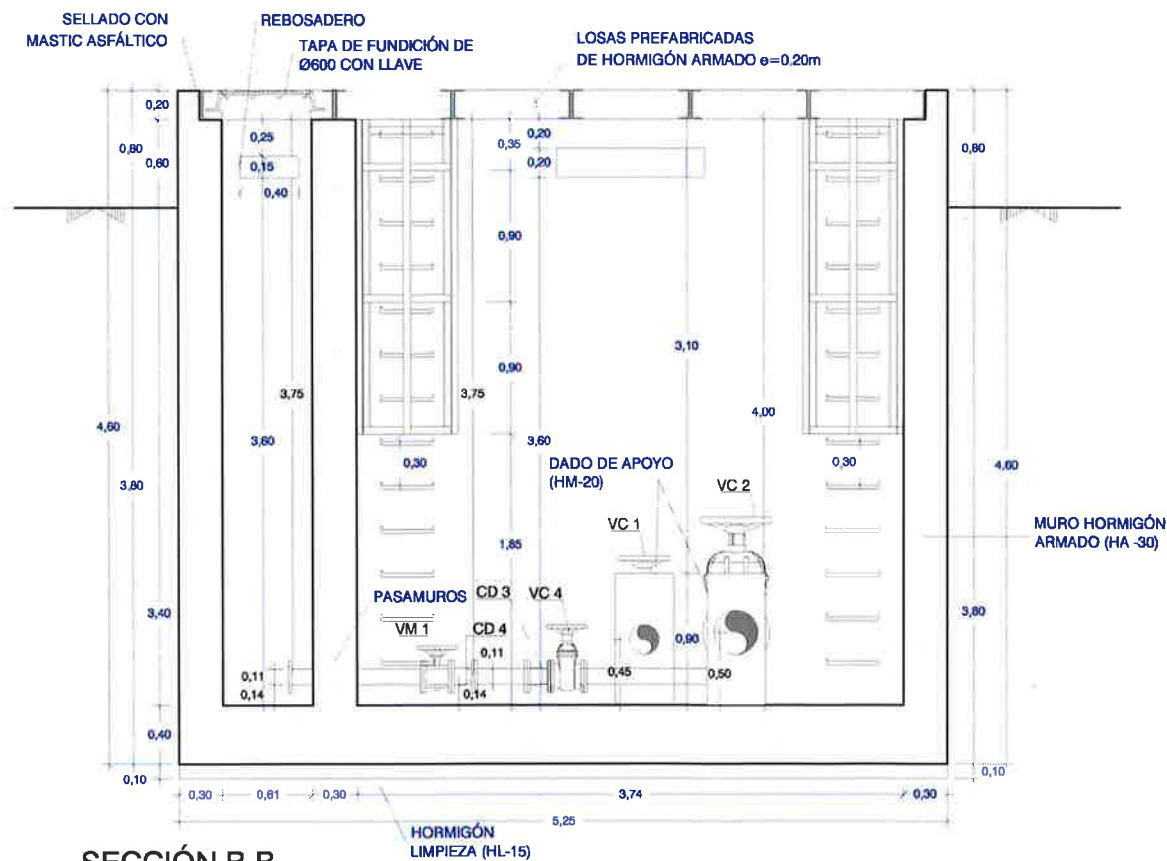 SELLADO CON
MASTIC ASFÁLTICO
REBOSADERO
TAPA DE FUNDICIÓN DE
Ø600 CON LLAVE
LOSAS PREFABRICADAS
DE HORMIGÓN ARMADO e=0.20m
0,20
0,80
0,60
0,25
0,15
0,40
0,35
0,20
0,20
0,80
0,90
0,90
3,10
3,75
3,75
4,00
4,60
3,60
3,60
3,80
0,30
0,30
4,60
DADO DE APOYO
(HM-20)
VC 2
VC 1
MURO HORMIGÓN
ARMADO (HA -30)
1,85
PASAMUROS
CD 3
VC 4
3,40
VM 1
CD 4
3,80
0,90
0,11
0,11
0,45
0,50
0,14
0,14
0,40
0,10
0,10
0,30
0,61
0,30
3,74
0,30
5,25
HORMIGÓN
LIMPIEZA (HL-15)
SECCIÓN B-B